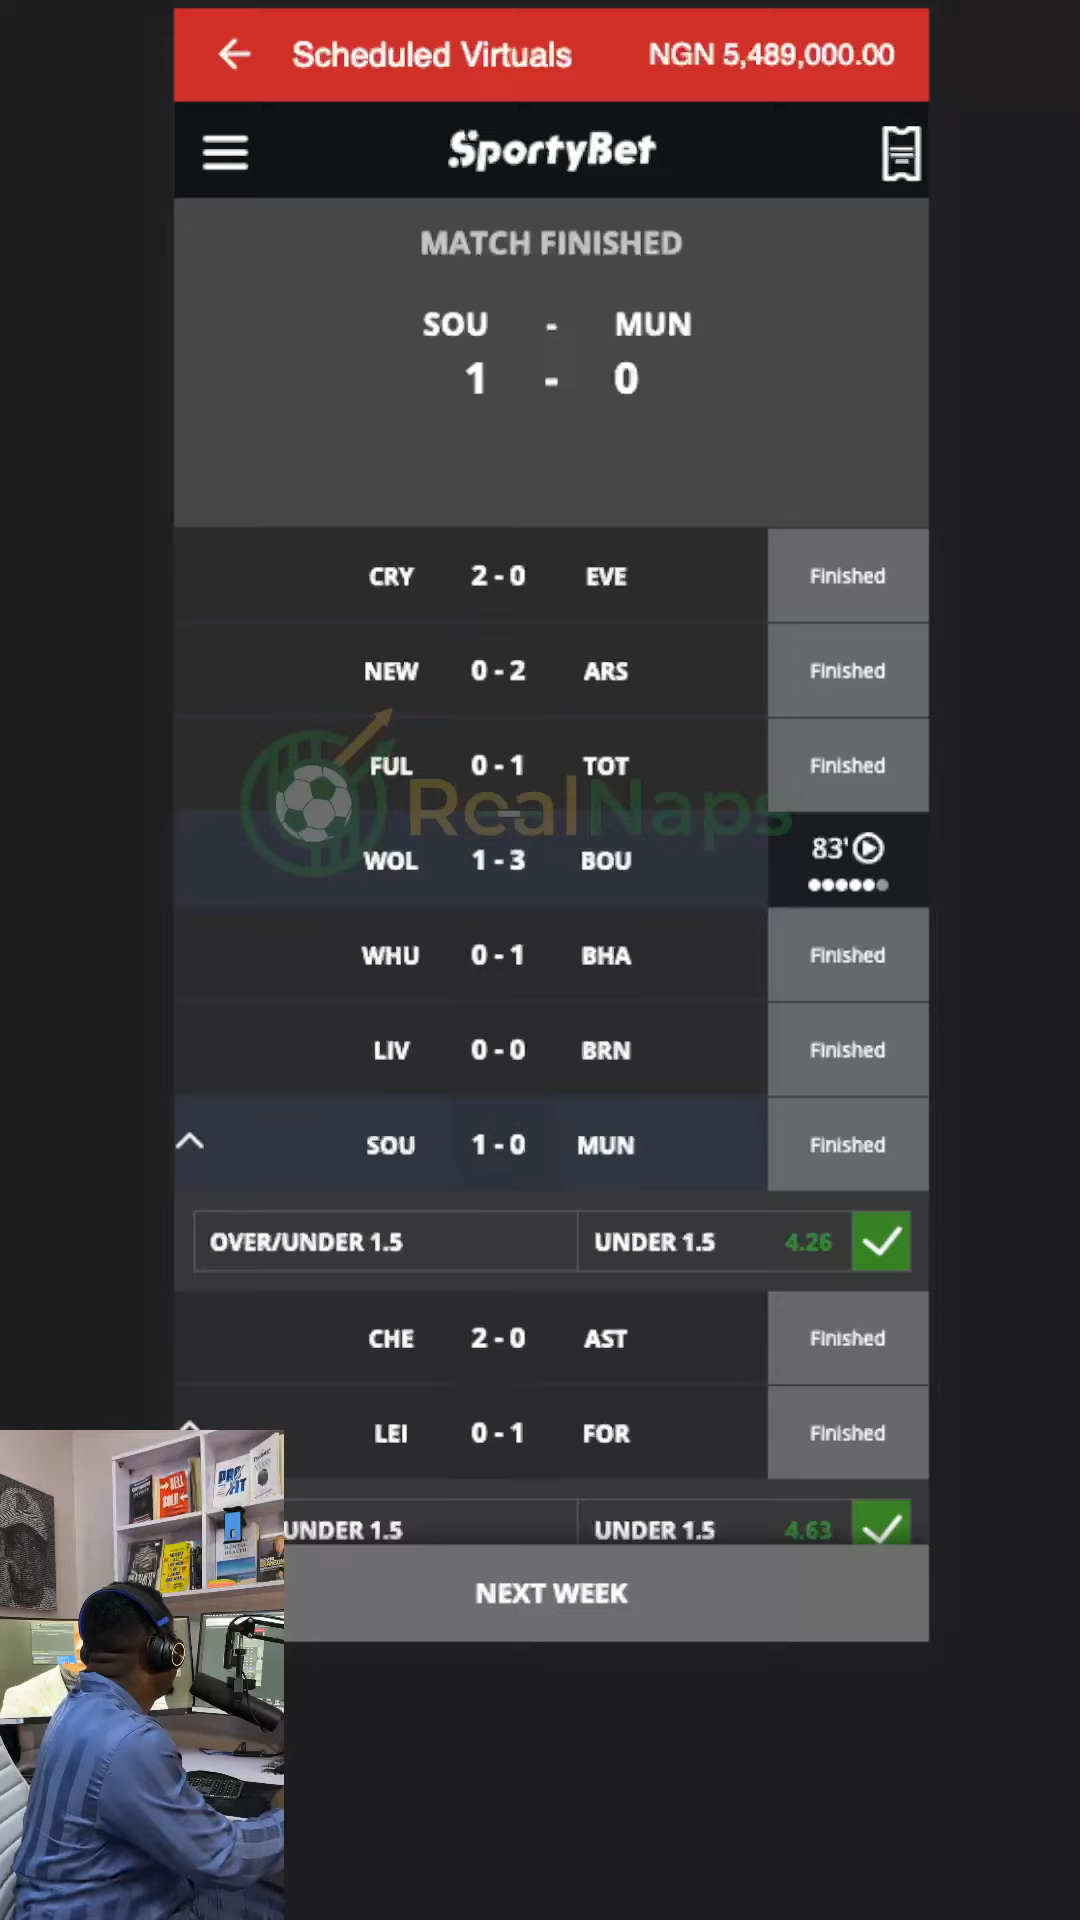 Scheduled Virtuals NGN 5,489,000.00
SportyBet
MATCH FINISHED
SOU - MUN
1 - 0
CRY 2 - 0 EVE Finished
NEW 0 - 2 ARS Finished
FUL 0 - 1 TOT Finished
RealNaps
83'
WOL 1 - 3 BOU
WHU 0 - 1 BHA Finished
LIV 0 - 0 BRN Finished
SOU 1 - 0 MUN Finished
OVER/UNDER 1.5 UNDER 1.5 4.26
CHE 2 - 0 AST Finished
LEI 0 - 1 FOR Finished
UNDER 1.5 UNDER 1.5 4.63
NEXT WEEK
SELL